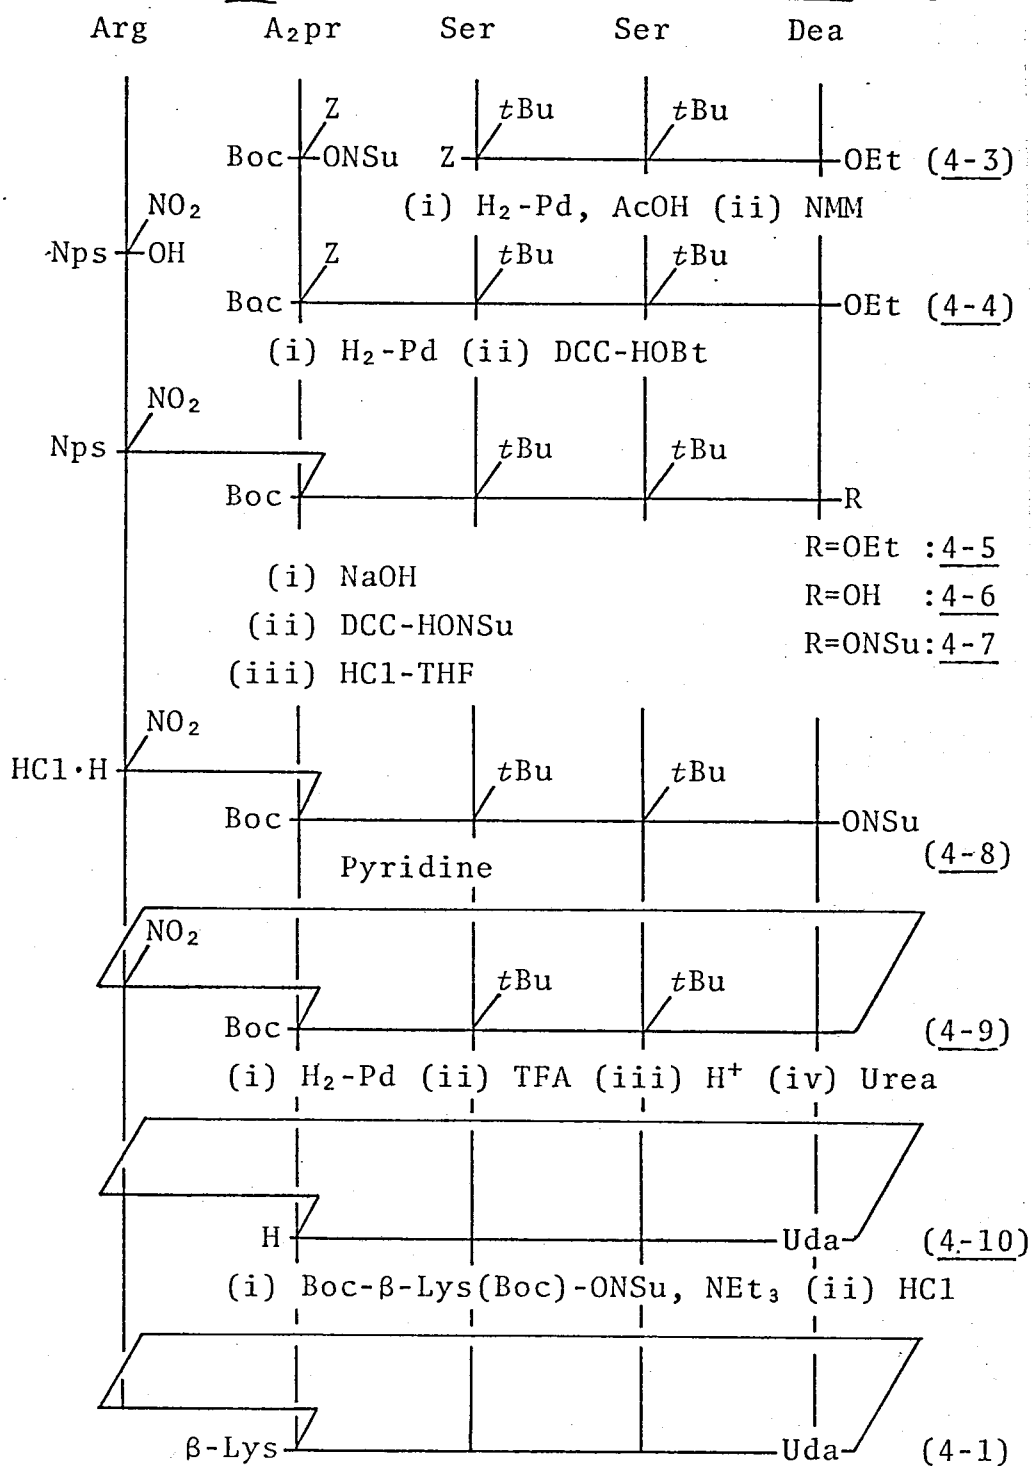 Arg A₂pr Ser Ser Dea
Z tBu tBu
Boc ONSu Z OEt (4-3)
(i) H₂-Pd, AcOH (ii) NMM
NO₂
Nps OH
Z tBu tBu
Boc OEt (4-4)
(i) H₂-Pd (ii) DCC-HOBt
NO₂
Nps tBu tBu
Boc R
R=OEt :4-5
(i) NaOH
R=OH :4-6
(ii) DCC-HONSu
R=ONSu:4-7
(iii) HCl-THF
NO₂
HCl·H tBu tBu
Boc ONSu
(4-8)
Pyridine
NO₂
tBu tBu
Boc (4-9)
(i) H₂-Pd (ii) TFA (iii) H⁺ (iv) Urea
H Uda (4-10)
(i) Boc-β-Lys(Boc)-ONSu, NEt₃ (ii) HCl
β-Lys Uda (4-1)